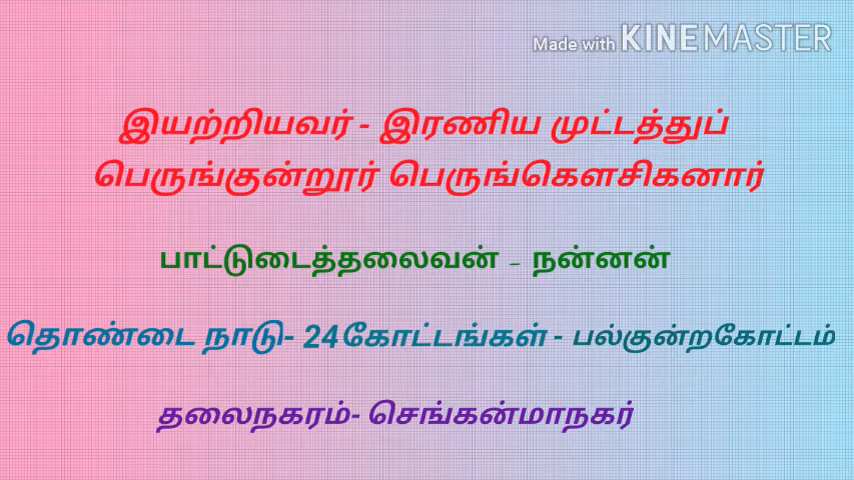 Made with KINEMASTER
இயற்றியவர் - இரணிய முட்டத்துப்
பெருங்குன்றூர் பெருங்கௌசிகனார்
பாட்டுடைத்தலைவன் - நன்னன்
தொண்டை நாடு- 24கோட்டங்கள் - பல்குன்றகோட்டம்
தலைநகரம்- செங்கன்மாநகர்